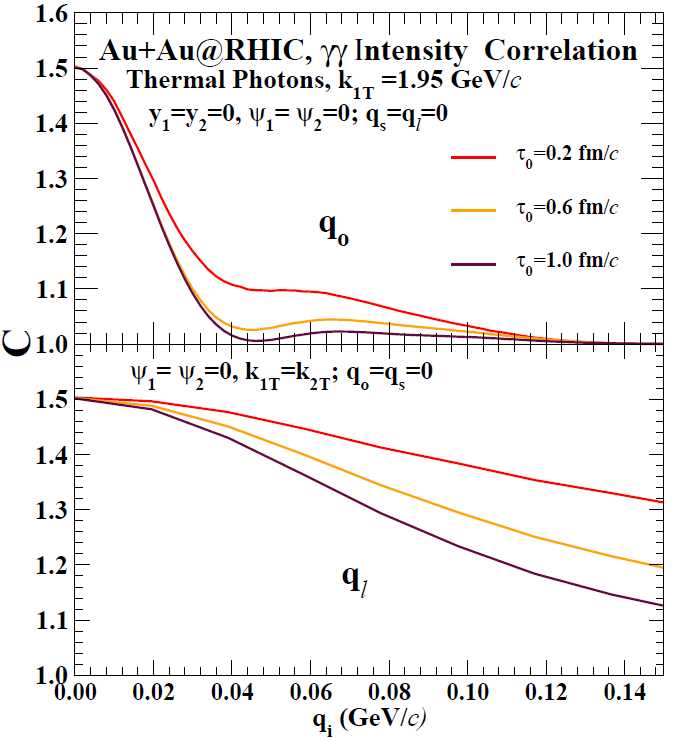 1.6
Au+Au@RHIC, γγ Intensity Correlation
1.5
Thermal Photons, k1T =1.95 GeV/c
y1=y2=0, ψ1= ψ2=0; qs=ql=0
1.4
τ0=0.2 fm/c
1.3
qo
τ0=0.6 fm/c
1.2
τ0=1.0 fm/c
1.1
1.0
C
ψ1= ψ2=0, k1T=k2T; qo=qs=0
1.5
1.4
1.3
1.2
ql
1.1
1.0
0.00 0.02 0.04 0.06 0.08 0.10 0.12 0.14
qi (GeV/c)